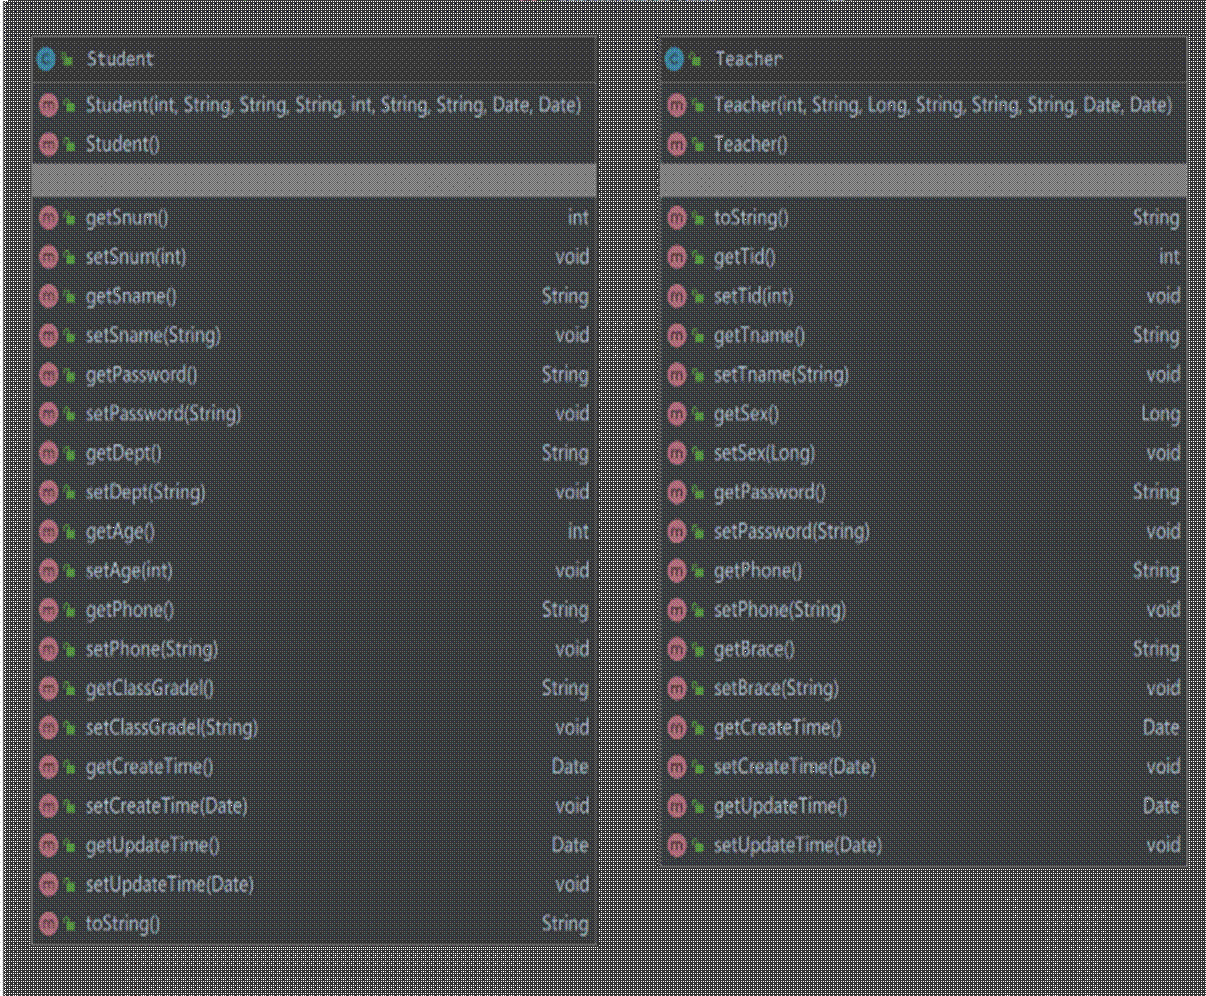 Student
Student(int, String, String, String, int, String, String, Date, Date)
Student()
getSnum() int
setSnum(int) void
getSname() String
setSname(String) void
getPassword() String
setPassword(String) void
getDept() String
setDept(String) void
getAge() int
setAge(int) void
getPhone() String
setPhone(String) void
getClassGradel() String
setClassGradel(String) void
getCreateTime() Date
setCreateTime(Date) void
getUpdateTime() Date
setUpdateTime(Date) void
toString() String
Teacher
Teacher(int, String, Long, String, String, String, Date, Date)
Teacher()
toString() String
getTid() int
setTid(int) void
getTname() String
setTname(String) void
getSex() Long
setSex(Long) void
getPassword() String
setPassword(String) void
getPhone() String
setPhone(String) void
getBrace() String
setBrace(String) void
getCreateTime() Date
setCreateTime(Date) void
getUpdateTime() Date
setUpdateTime(Date) void